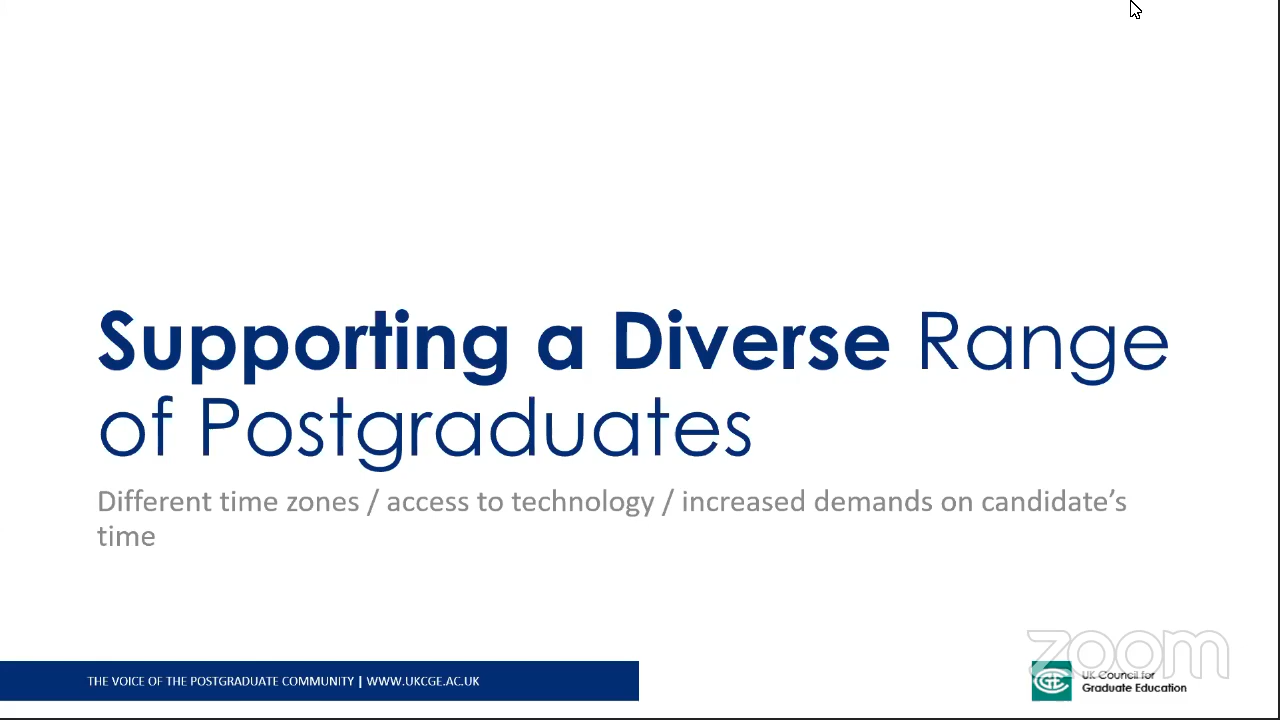 Supporting a Diverse Range
of Postgraduates
Different time zones / access to technology / increased demands on candidate’s
time
THE VOICE OF THE POSTGRADUATE COMMUNITY | WWW.UKCGE.AC.UK
zoom
UK Council for
Graduate Education